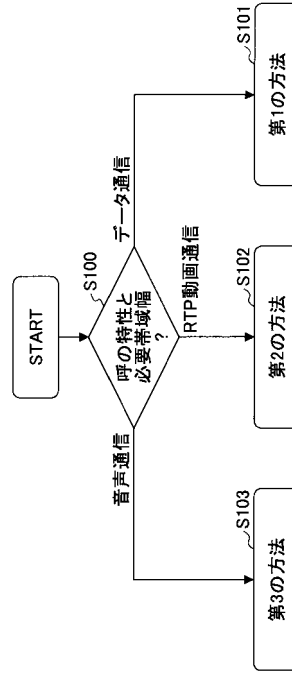 START
S100
呼の特性と
必要帯域幅
?
音声通信
データ通信
RTP動画通信
S103
第3の方法
S102
第2の方法
S101
第1の方法